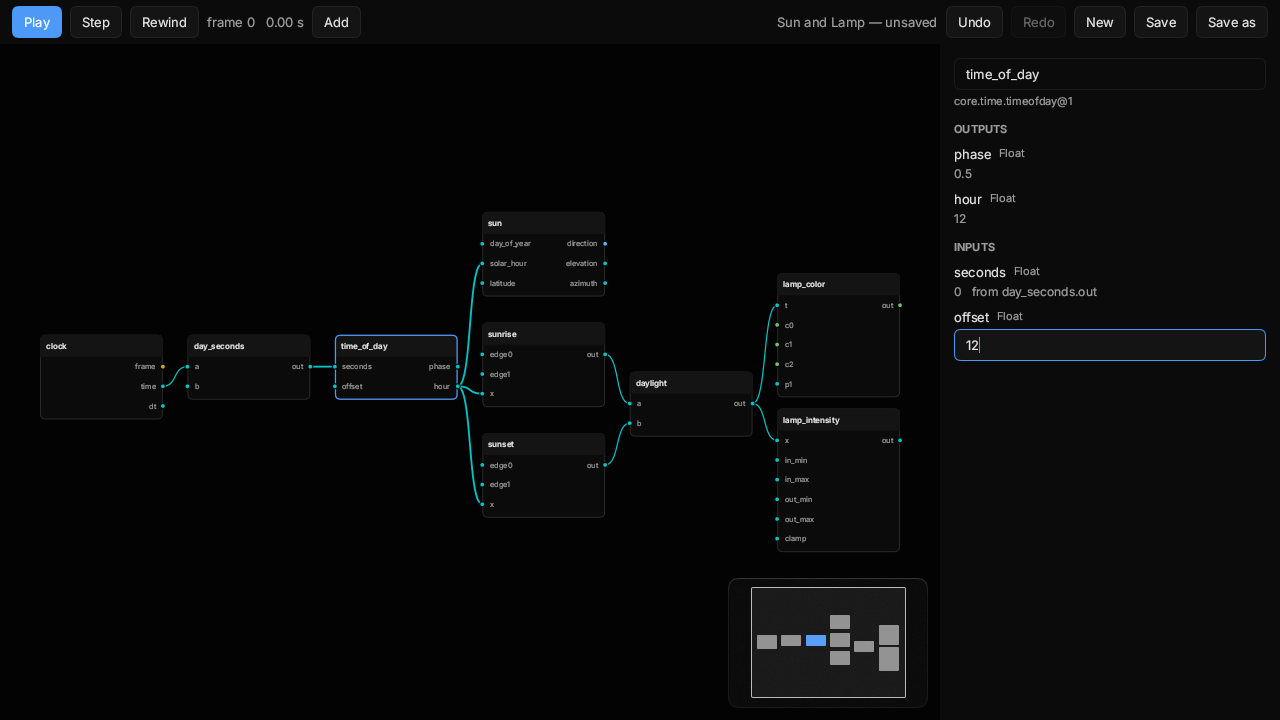 Play Step Rewind frame 0 0.00 s Add Sun and Lamp — unsaved Undo Redo New Save Save as
time_of_day
core.time.timeofday@1
OUTPUTS
phase Float
0.5
hour Float
12
INPUTS
seconds Float
0 from day_seconds.out
offset Float
12
clock
frame
time
dt
day_seconds
a out
b
time_of_day
seconds phase
offset hour
sun
day_of_year direction
solar_hour elevation
latitude azimuth
sunrise
edge0 out
edge1
x
sunset
edge0 out
edge1
x
daylight
a out
b
lamp_color
t out
c0
c1
c2
p1
lamp_intensity
x out
in_min
in_max
out_min
out_max
clamp